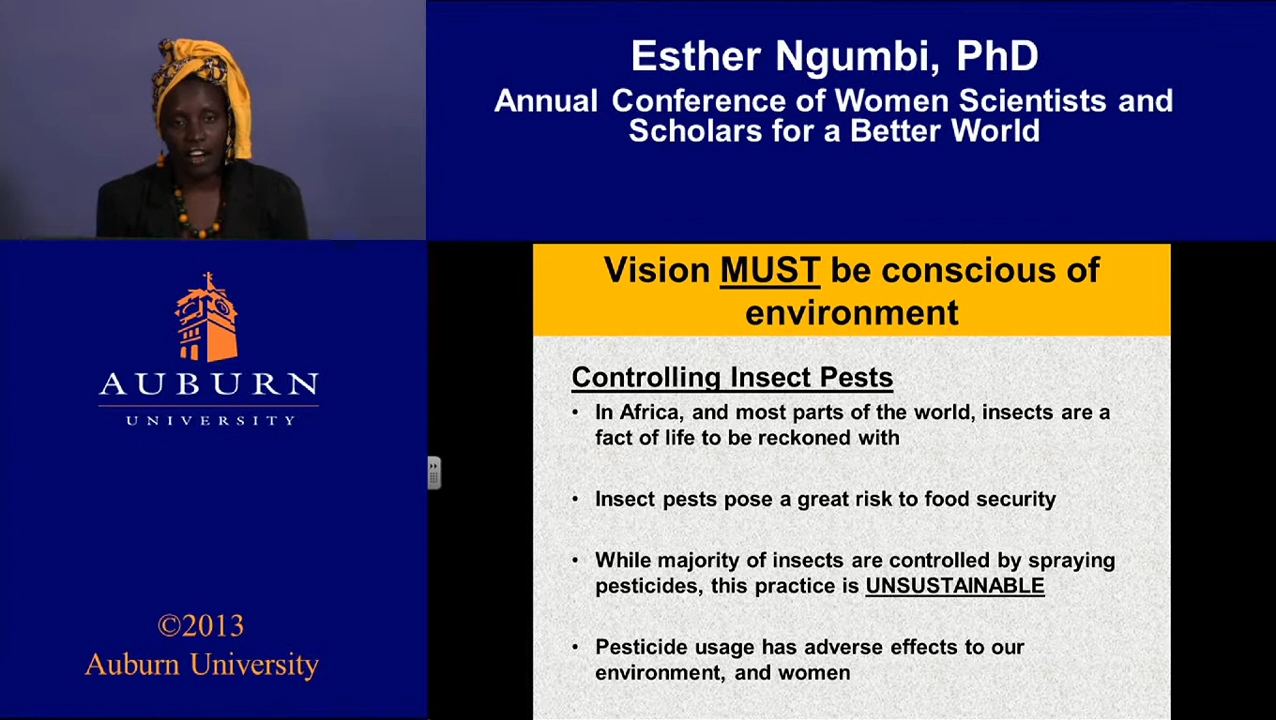 Esther Ngumbi, PhD
Annual Conference of Women Scientists and
Scholars for a Better World
AUBURN
UNIVERSITY
©2013
Auburn University
Vision MUST be conscious of
environment
Controlling Insect Pests
• In Africa, and most parts of the world, insects are a
fact of life to be reckoned with
• Insect pests pose a great risk to food security
• While majority of insects are controlled by spraying
pesticides, this practice is UNSUSTAINABLE
• Pesticide usage has adverse effects to our
environment, and women